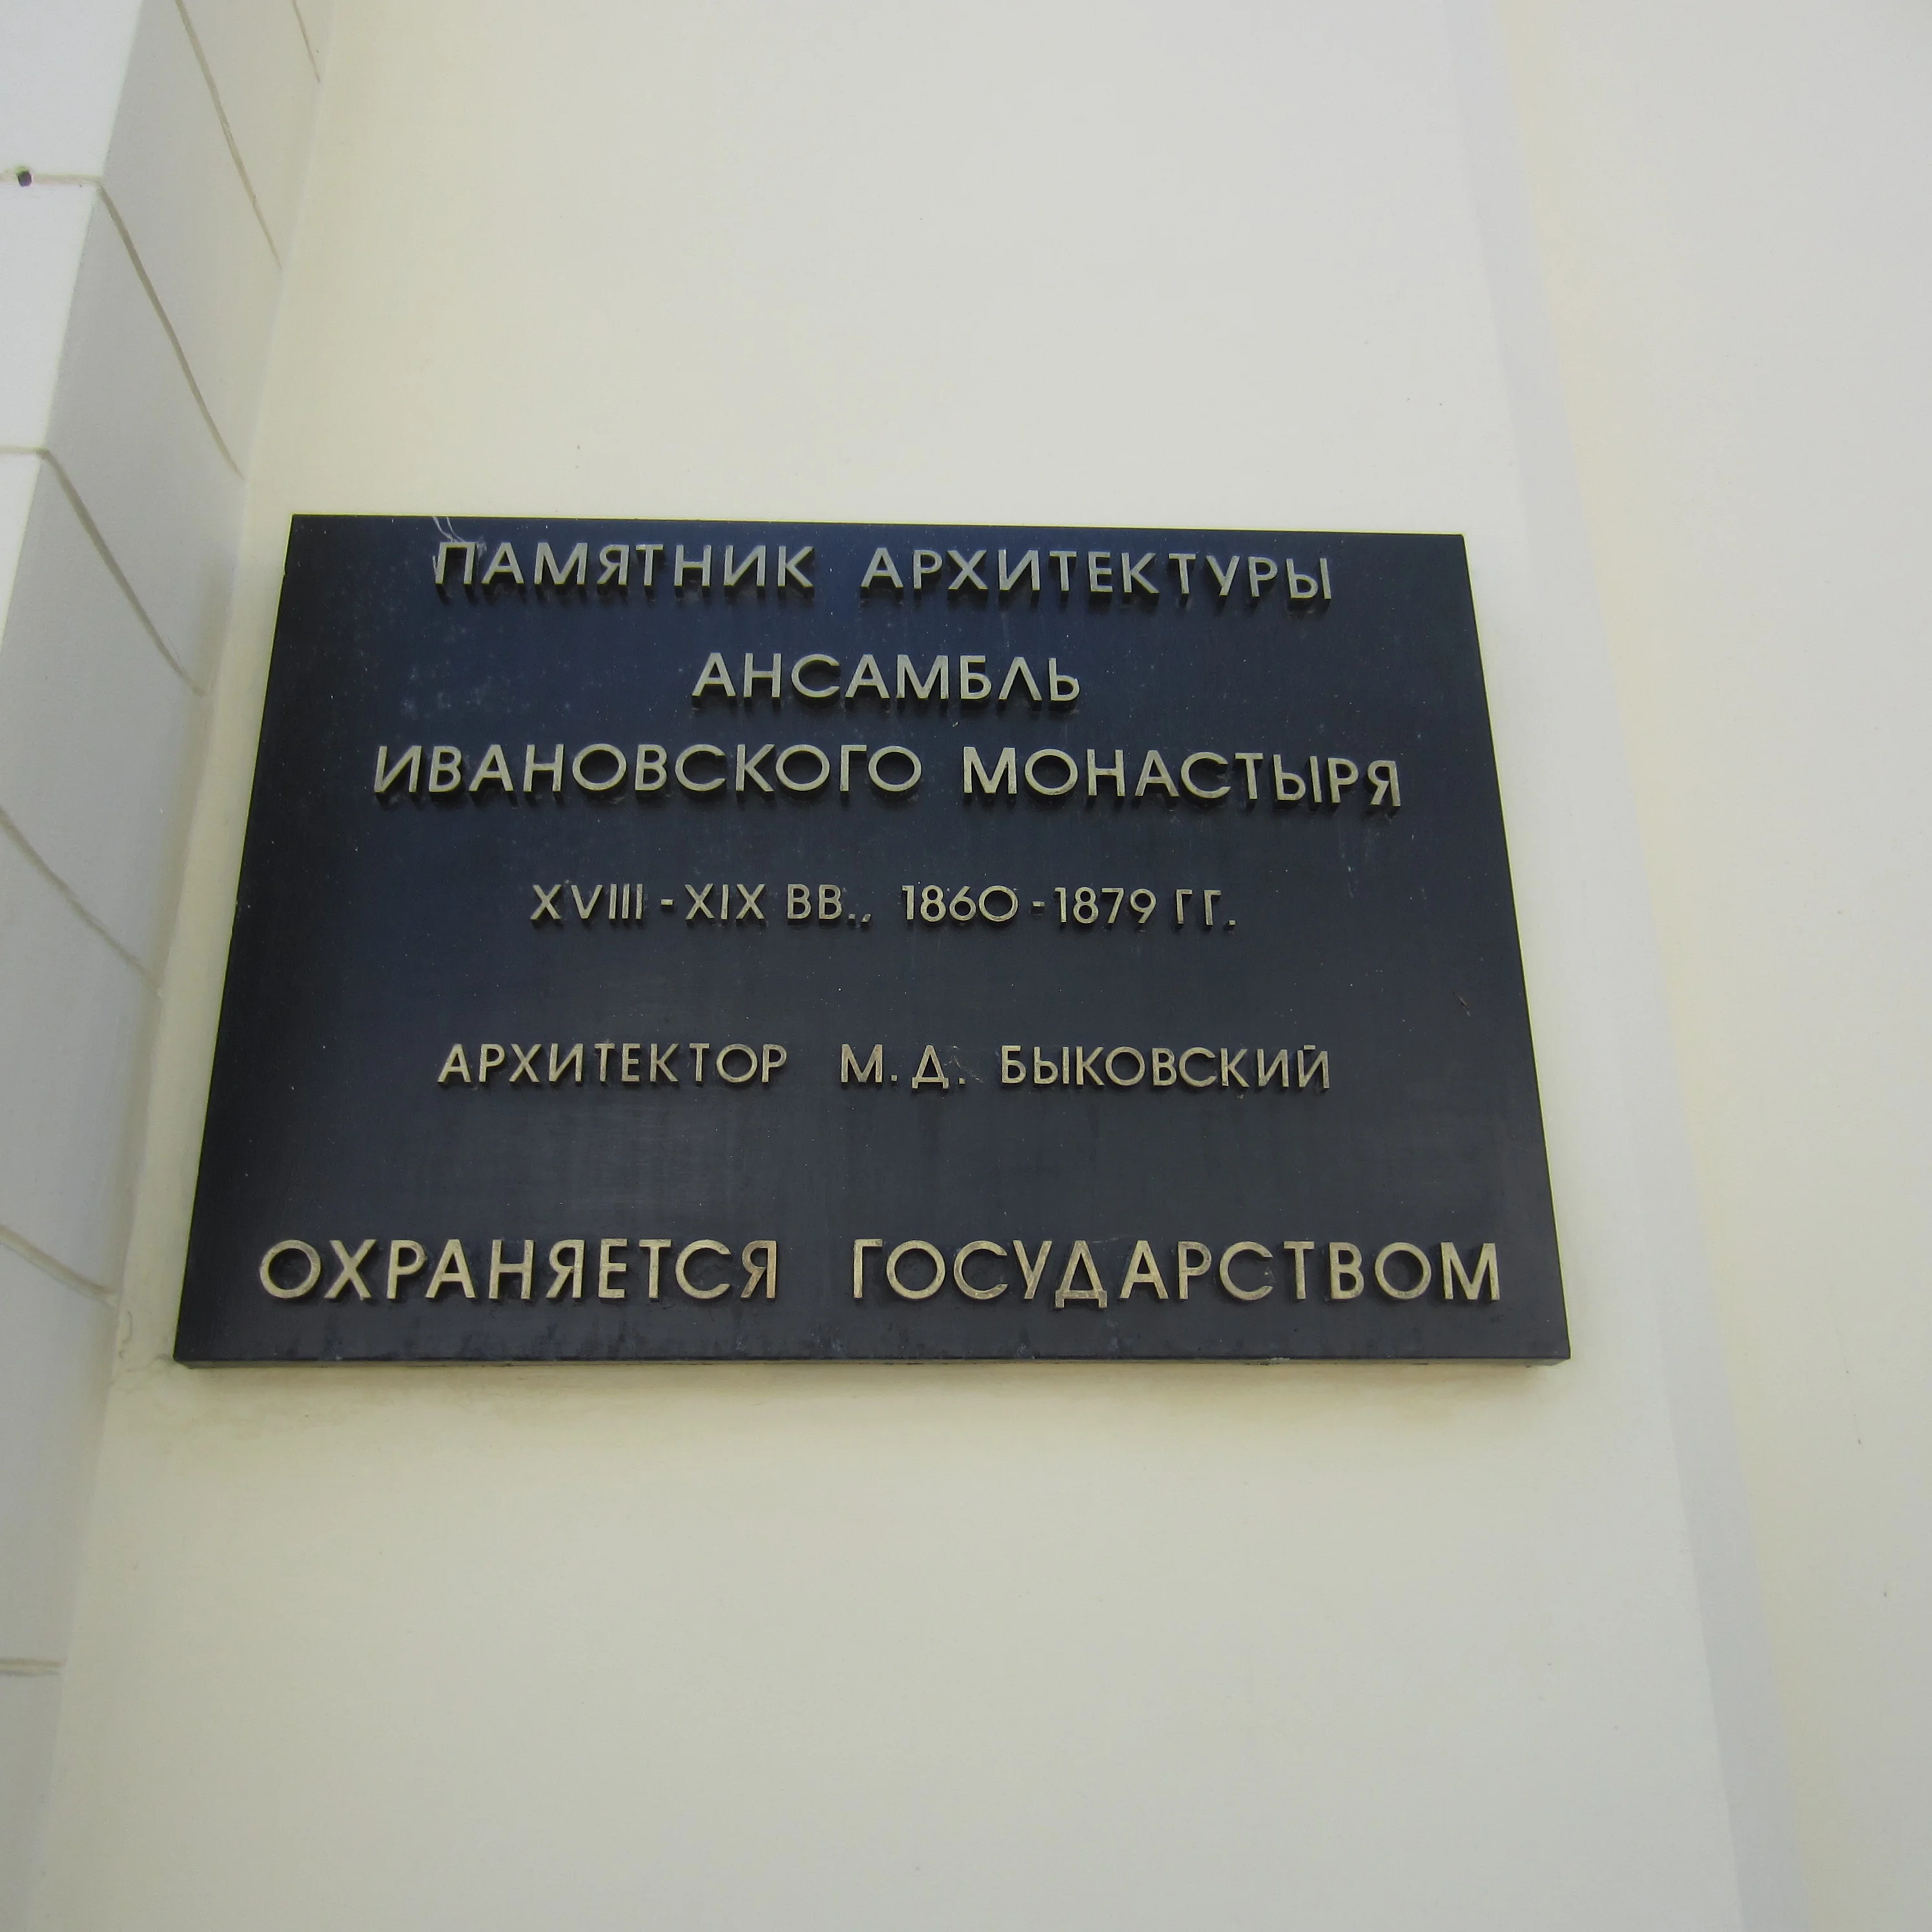 ПАМЯТНИК АРХИТЕКТУРЫ
АНСАМБЛЬ
ИВАНОВСКОГО МОНАСТЫРЯ
XVIII - XIX ВВ., 1860 - 1879 ГГ.
АРХИТЕКТОР М.Д. БЫКОВСКИЙ
ОХРАНЯЕТСЯ ГОСУДАРСТВОМ